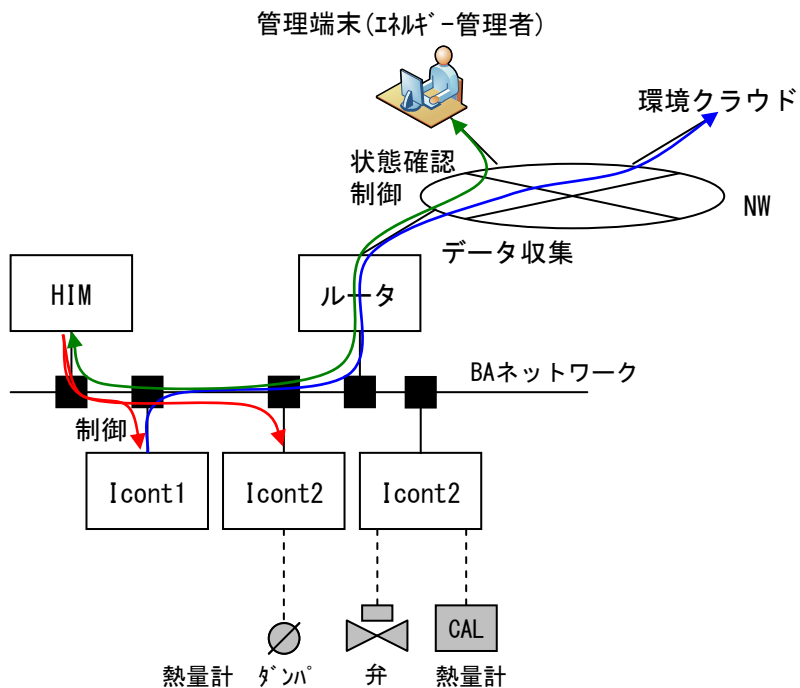 管理端末(ｴﾈﾙｷﾞｰ管理者)
環境クラウド
状態確認
制御
NW
データ収集
HIM
ルータ
BAネットワーク
制御
Icont1
Icont2
Icont2
CAL
熱量計
ﾀﾞﾝﾊﾟ
弁
熱量計